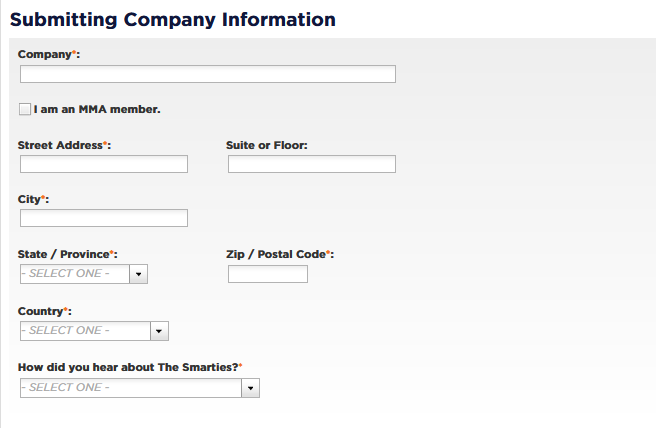 Submitting Company Information
Company*:
I am an MMA member.
Street Address*: Suite or Floor:
City*:
State / Province*: Zip / Postal Code*:
- SELECT ONE -
Country*:
- SELECT ONE -
How did you hear about The Smarties?*
- SELECT ONE -